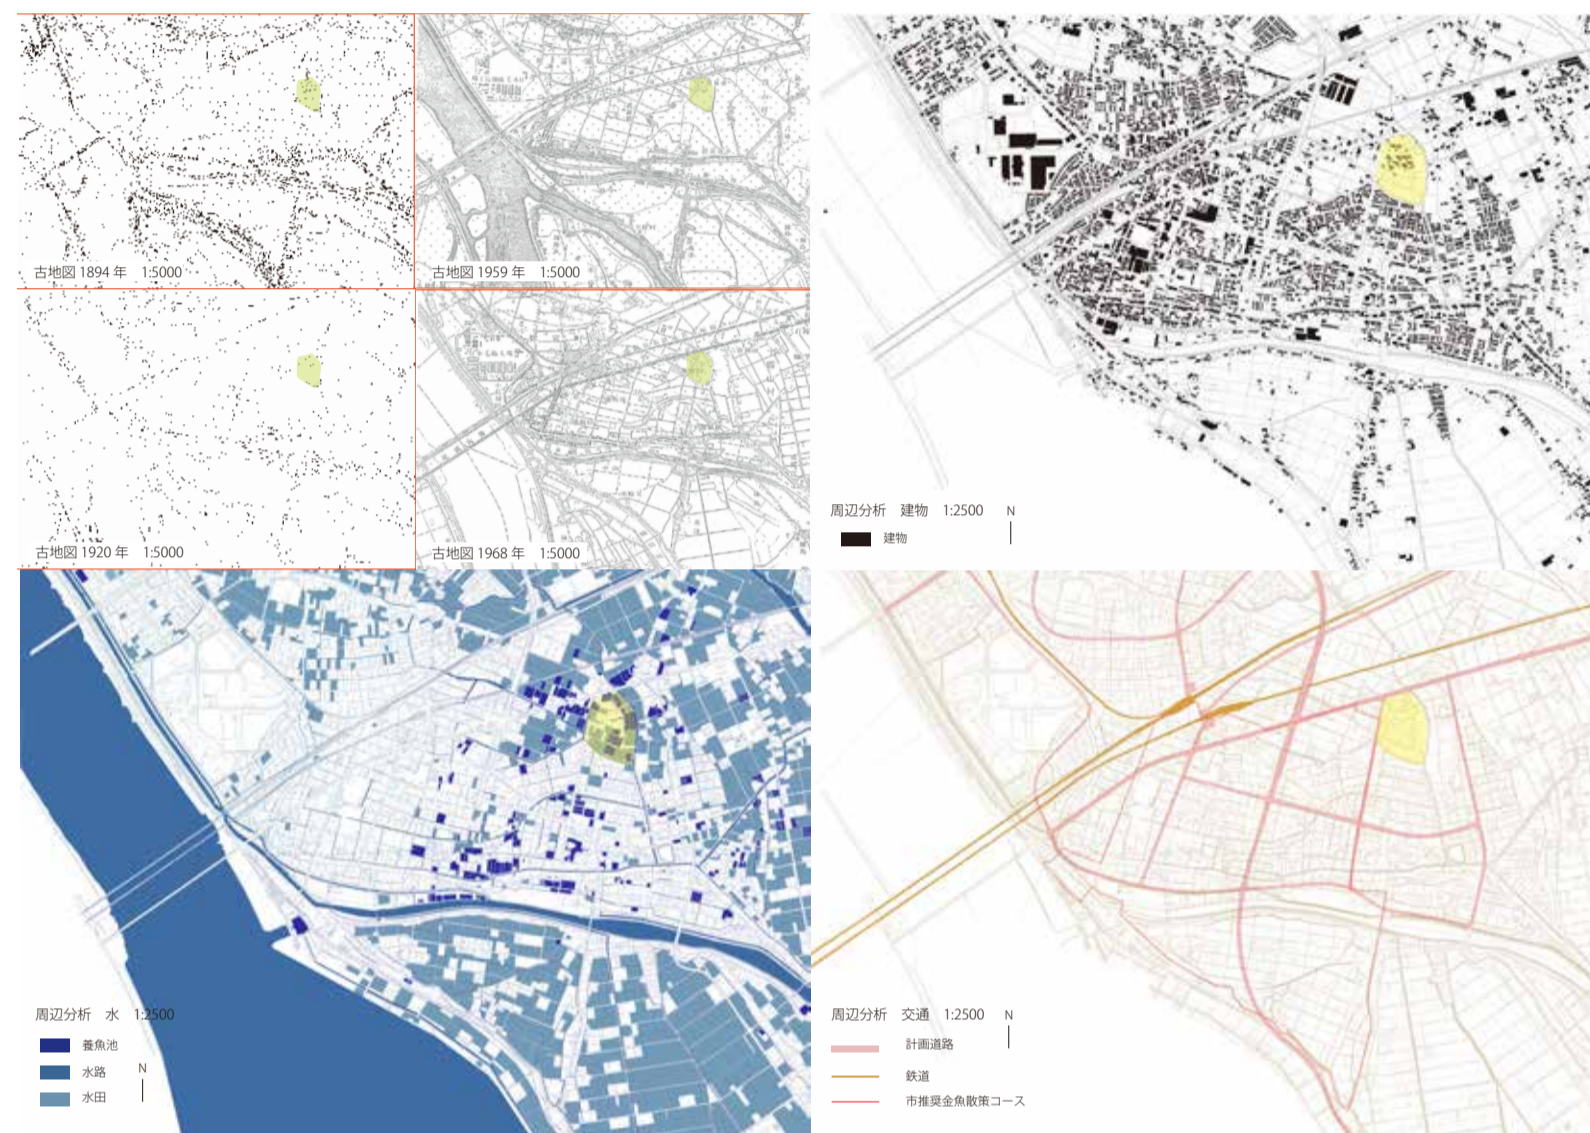 古地図 1894 年 1:5000
古地図 1959 年 1:5000
古地図 1920 年 1:5000
古地図 1968 年 1:5000
周辺分析 建物 1:2500 N
建物
周辺分析 水 1:2500
養魚池
水路
水田
N
周辺分析 交通 1:2500 N
計画道路
鉄道
市推奨金魚散策コース